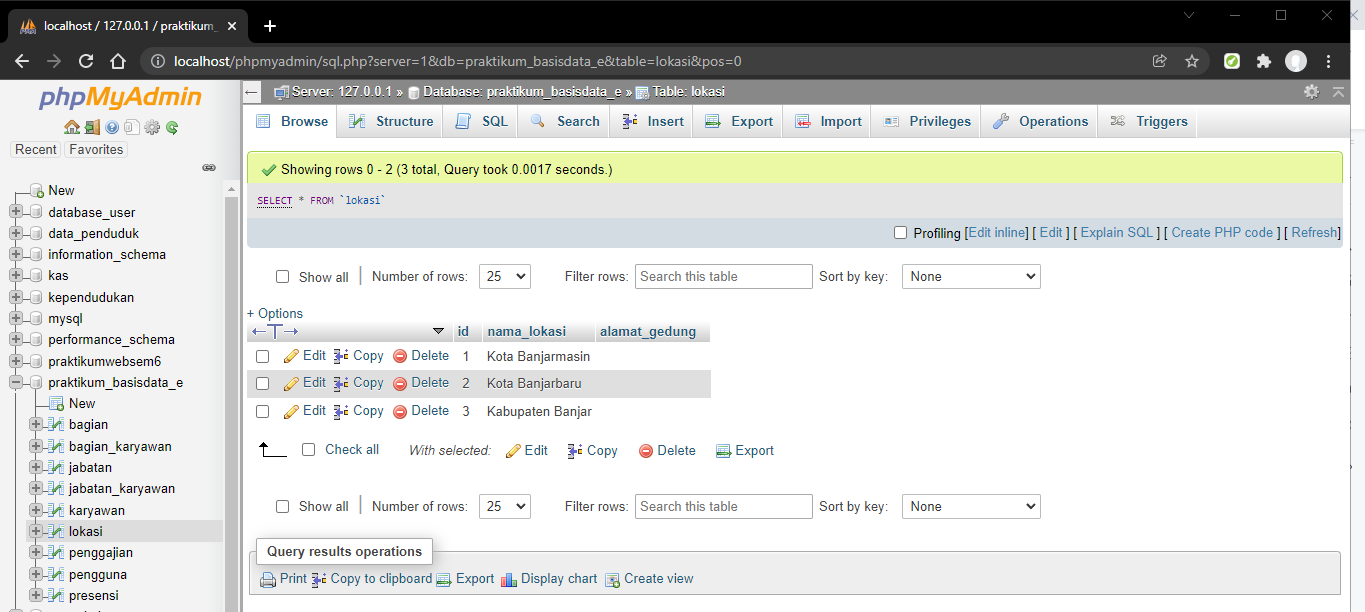 localhost / 127.0.0.1 / praktikum_
localhost/phpmyadmin/sql.php?server=1&db=praktikum_basisdata_e&table=lokasi&pos=0
phpMyAdmin
Recent Favorites
New
database_user
data_penduduk
information_schema
kas
kependudukan
mysql
performance_schema
praktikumwebsem6
praktikum_basisdata_e
New
bagian
bagian_karyawan
jabatan
jabatan_karyawan
karyawan
lokasi
penggajian
pengguna
presensi
Server: 127.0.0.1 » Database: praktikum_basisdata_e » Table: lokasi
Browse Structure SQL Search Insert Export Import Privileges Operations Triggers
Showing rows 0 - 2 (3 total, Query took 0.0017 seconds.)
SELECT * FROM `lokasi`
Profiling [Edit inline] [ Edit ] [ Explain SQL ] [ Create PHP code ] [ Refresh]
Show all | Number of rows: 25 Filter rows: Search this table Sort by key: None
+ Options
←T→ id nama_lokasi alamat_gedung
Edit Copy Delete 1 Kota Banjarmasin
Edit Copy Delete 2 Kota Banjarbaru
Edit Copy Delete 3 Kabupaten Banjar
Check all With selected: Edit Copy Delete Export
Show all | Number of rows: 25 Filter rows: Search this table Sort by key: None
Query results operations
Print Copy to clipboard Export Display chart Create view